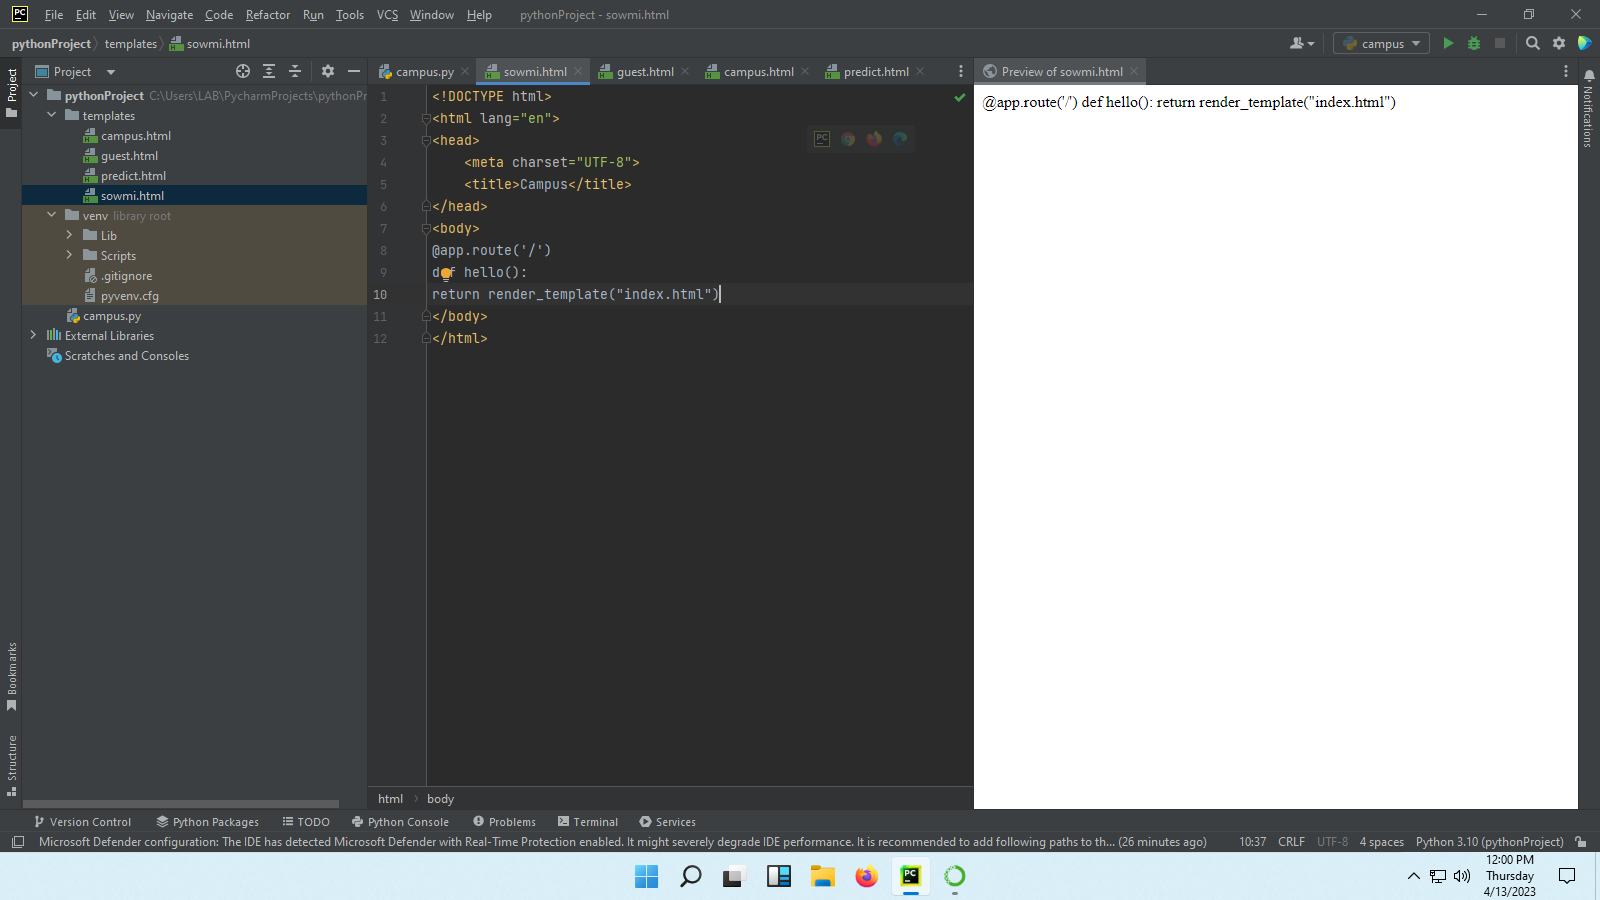 PC File Edit View Navigate Code Refactor Run Tools VCS Window Help pythonProject - sowmi.html
pythonProject templates sowmi.html campus
Project
Project
pythonProject C:\Users\LAB\PycharmProjects\pythonPr
templates
campus.html
guest.html
predict.html
sowmi.html
venv library root
Lib
Scripts
.gitignore
pyvenv.cfg
campus.py
External Libraries
Scratches and Consoles
Bookmarks
Structure
campus.py sowmi.html guest.html campus.html predict.html
1 <!DOCTYPE html>
2 <html lang="en">
3 <head>
4 <meta charset="UTF-8">
5 <title>Campus</title>
6 </head>
7 <body>
8 @app.route('/')
9 def hello():
10 return render_template("index.html")
11 </body>
12 </html>
PC
html body
Preview of sowmi.html
@app.route('/') def hello(): return render_template("index.html")
Notifications
Version Control Python Packages TODO Python Console Problems Terminal Services
Microsoft Defender configuration: The IDE has detected Microsoft Defender with Real-Time Protection enabled. It might severely degrade IDE performance. It is recommended to add following paths to th... (26 minutes ago) 10:37 CRLF UTF-8 4 spaces Python 3.10 (pythonProject)
PC
12:00 PM
Thursday
4/13/2023